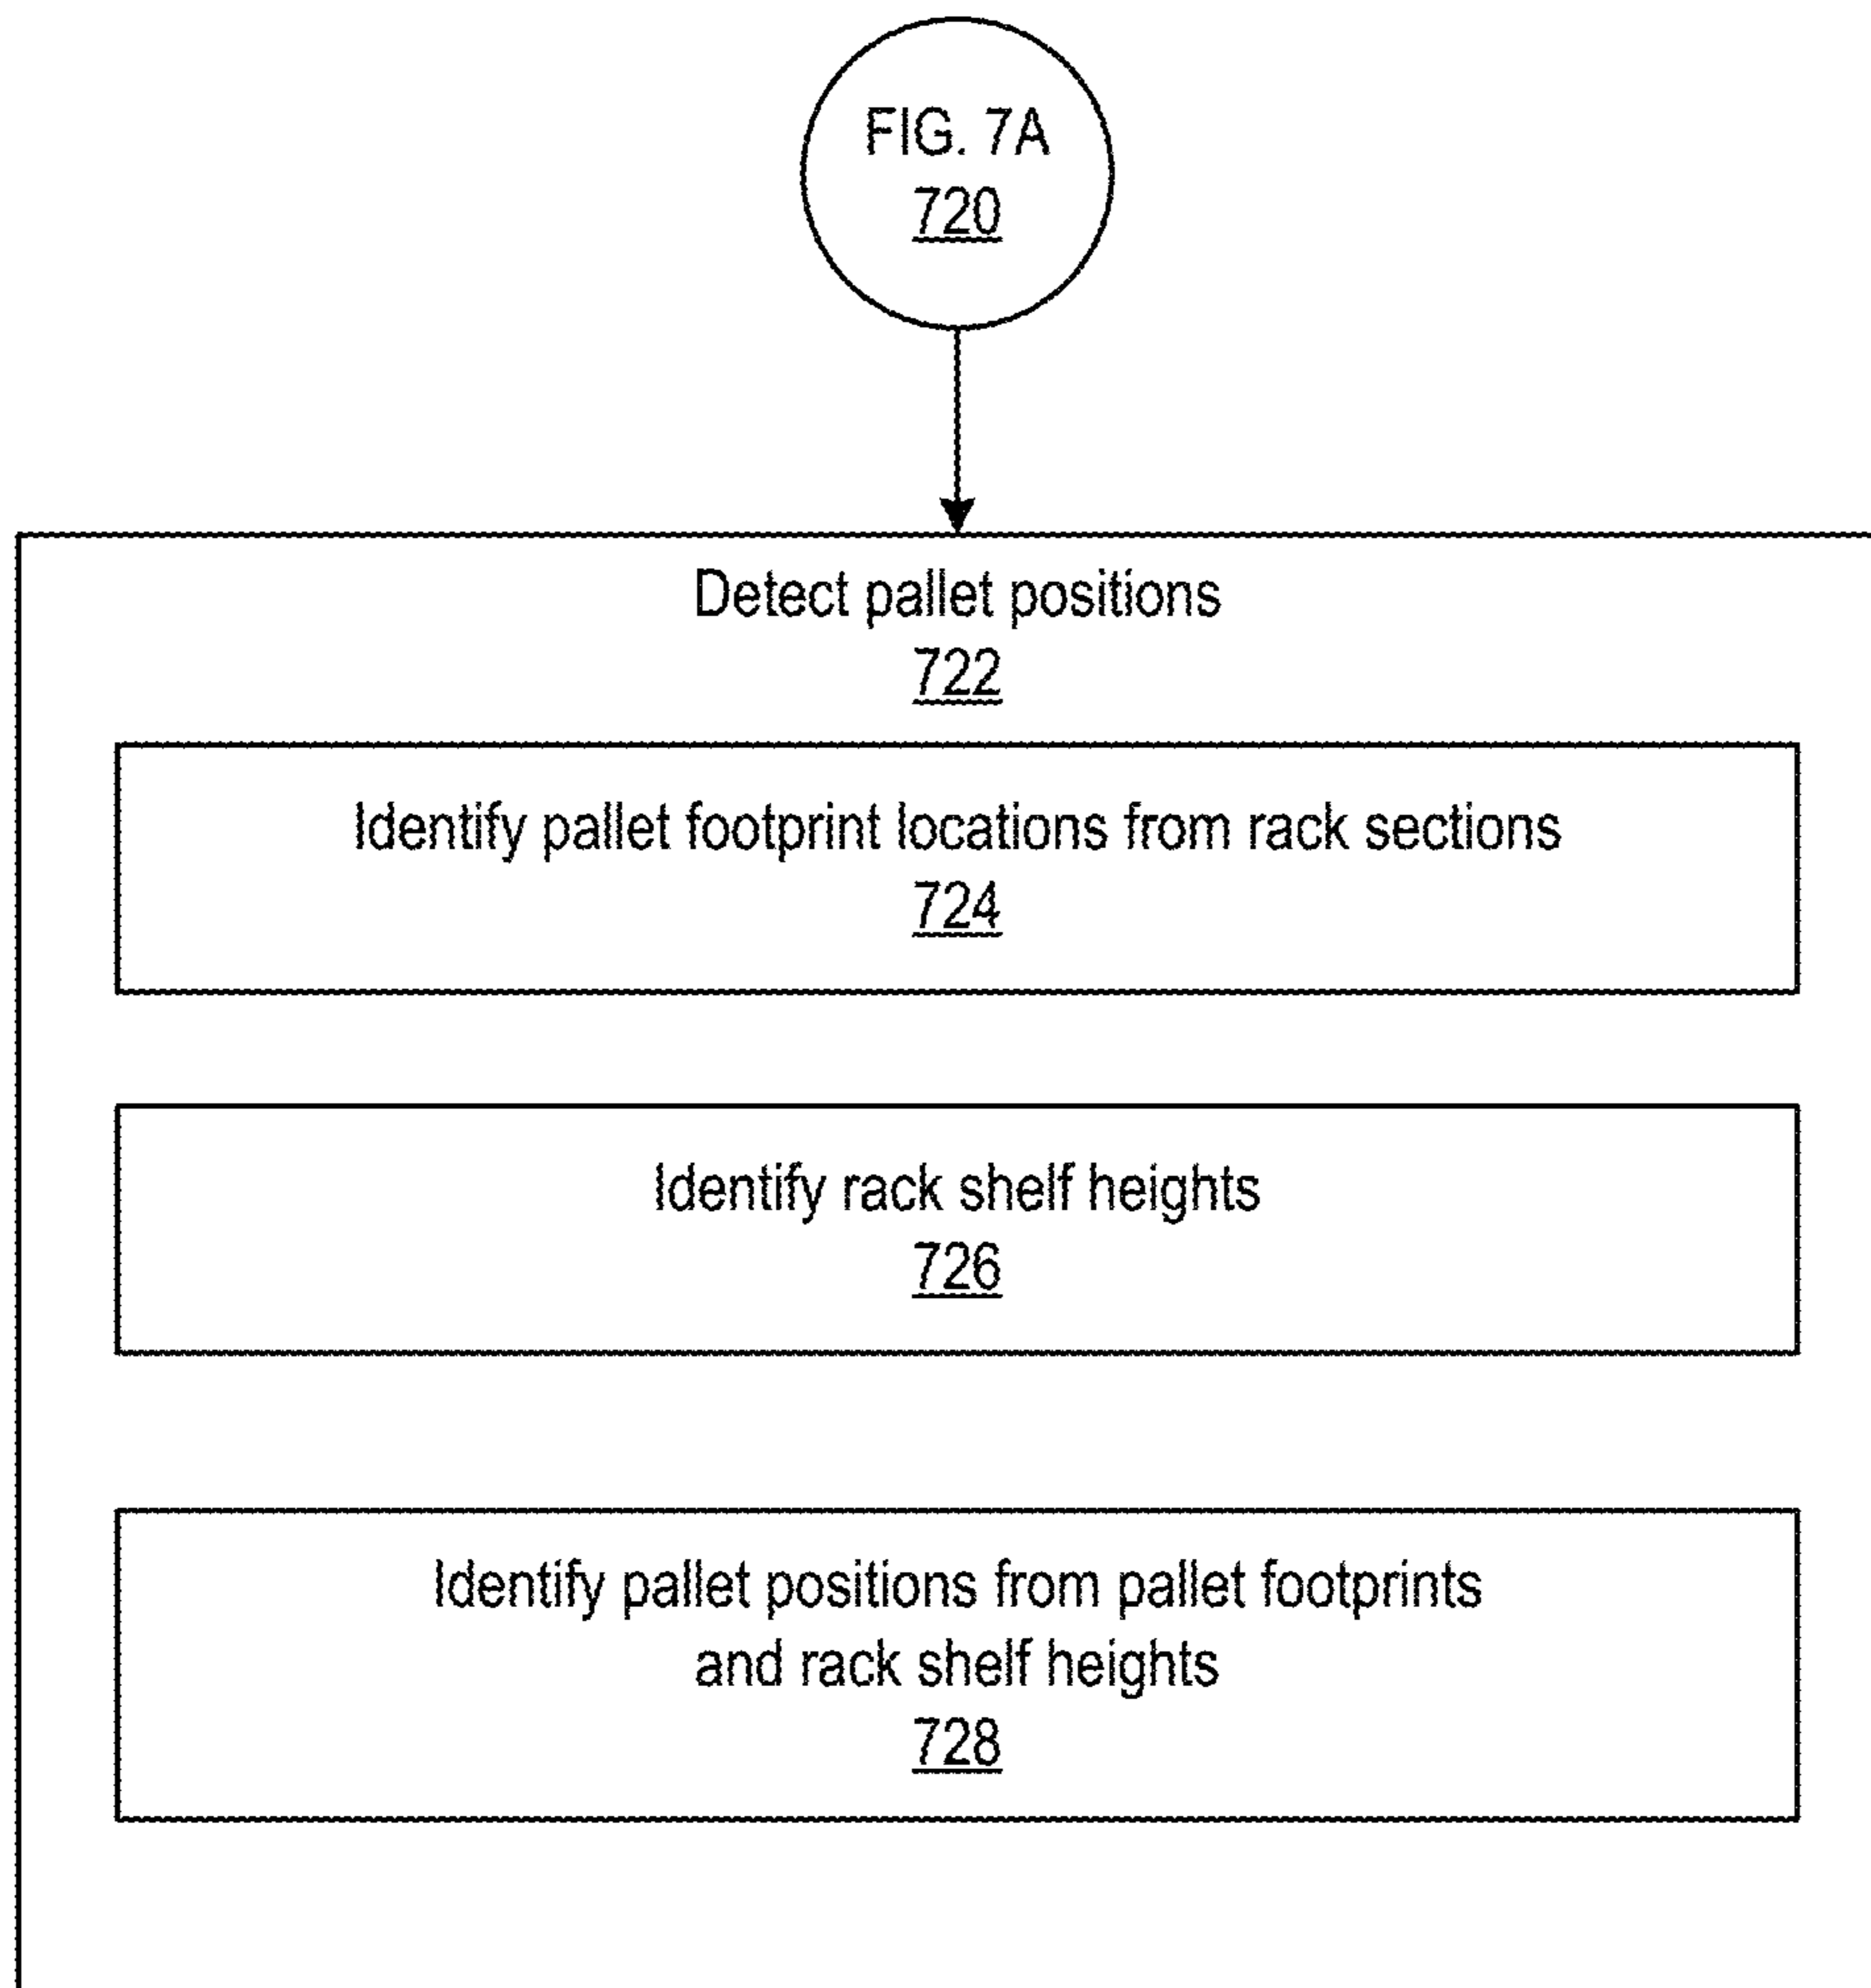 FIG. 7A
720
Detect pallet positions
722
Identify pallet footprint locations from rack sections
724
Identify rack shelf heights
726
Identify pallet positions from pallet footprints
and rack shelf heights
728